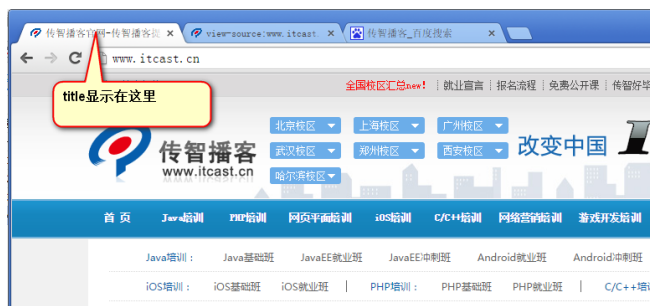 传智播客官网-传智播客提
view-source:www.itcast.
传智播客_百度搜索
www.itcast.cn
title显示在这里
全国校区汇总new!
就业宣言
报名流程
免费公开课
传智好毕
传智播客
www.itcast.cn
北京校区
上海校区
广州校区
武汉校区
郑州校区
西安校区
哈尔滨校区
改变中国
首 页
Java培训
PHP培训
网页平面培训
iOS培训
C/C++培训
网络营销培训
游戏开发培训
Java培训: Java基础班 JavaEE就业班 JavaEE冲刺班 Android就业班 Android冲刺班
iOS培训: iOS基础班 iOS就业班 | PHP培训: PHP基础班 PHP就业班 | C/C++培